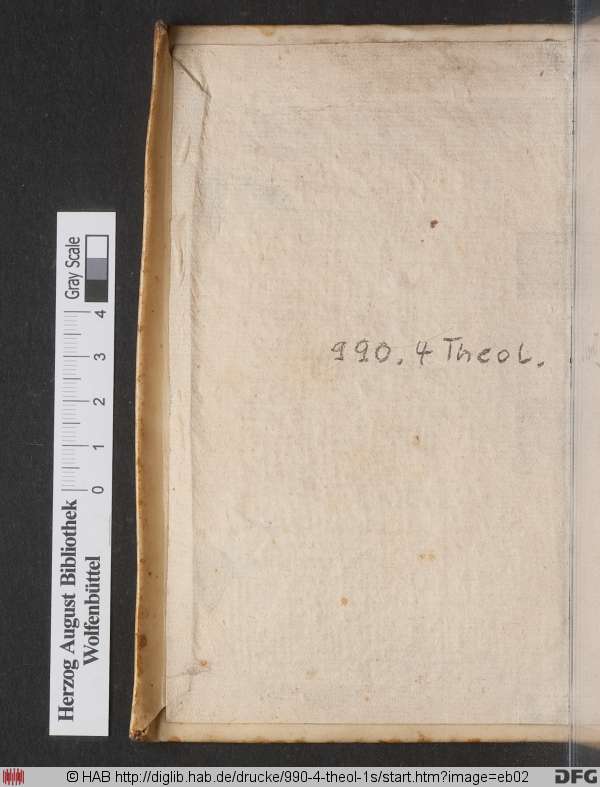 990. 4 Theol.
Gray Scale
0 1 2 3 4
Herzog August Bibliothek
Wolfenbüttel
© HAB http://diglib.hab.de/drucke/990-4-theol-1s/start.htm?image=eb02
DFG